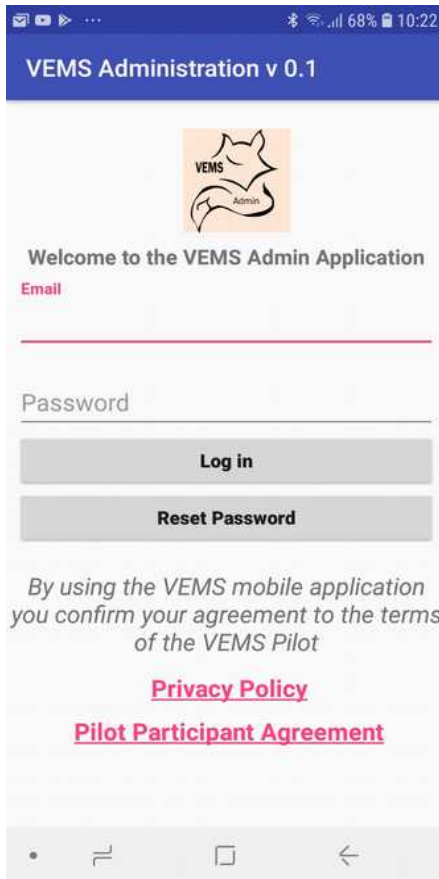 68% 10:22
VEMS Administration v 0.1
VEMS
Admin
Welcome to the VEMS Admin Application
Email
Password
Log in
Reset Password
By using the VEMS mobile application
you confirm your agreement to the terms
of the VEMS Pilot
Privacy Policy
Pilot Participant Agreement